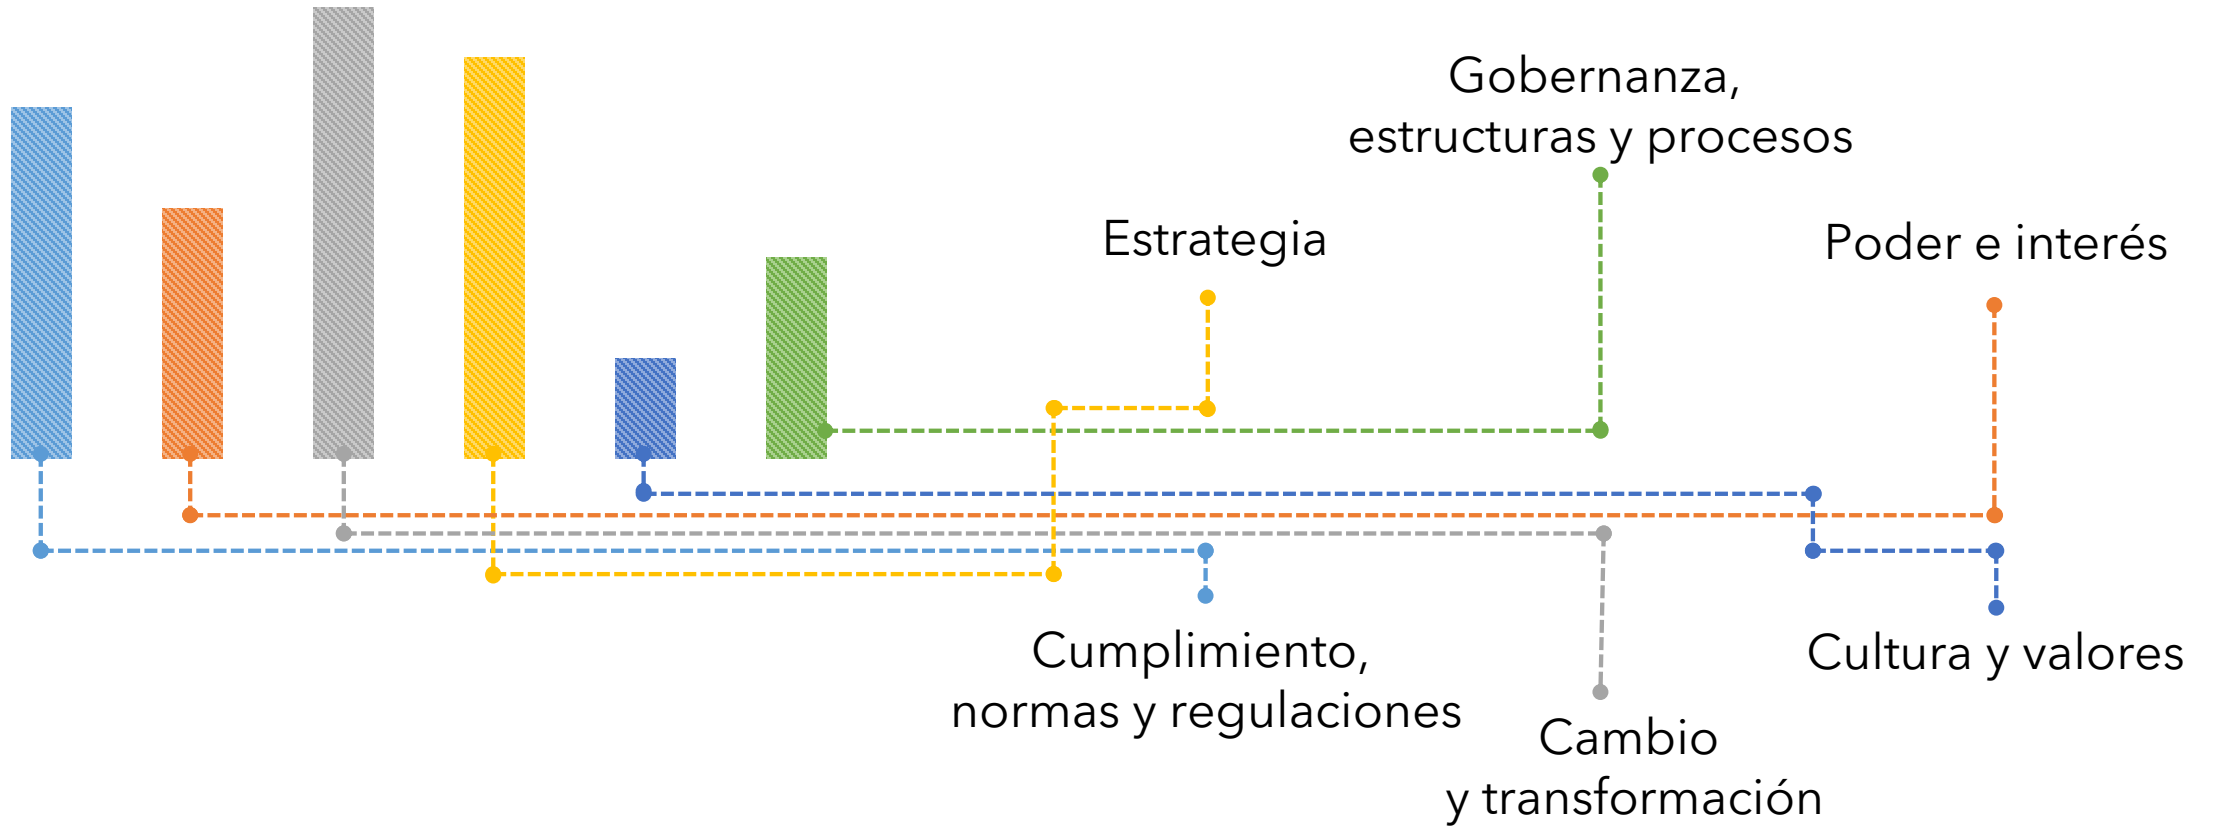 Gobernanza,
estructuras y procesos
Estrategia
Poder e interés
Cumplimiento,
normas y regulaciones
Cultura y valores
Cambio
y transformación